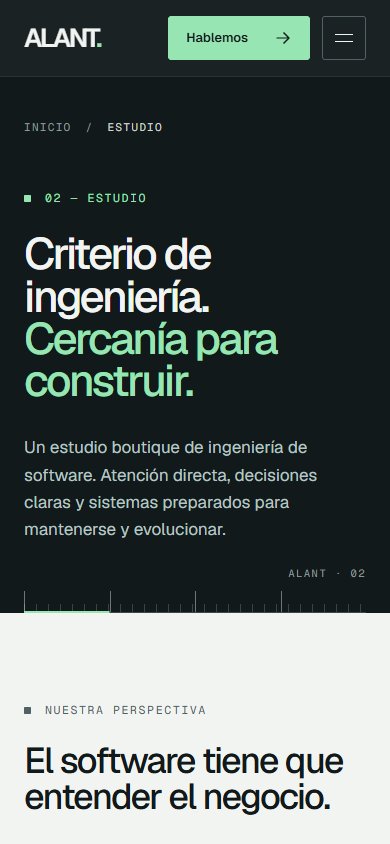 ALANT.
Hablemos
INICIO / ESTUDIO
02 — ESTUDIO
Criterio de
ingeniería.
Cercanía para
construir.
Un estudio boutique de ingeniería de
software. Atención directa, decisiones
claras y sistemas preparados para
mantenerse y evolucionar.
ALANT · 02
NUESTRA PERSPECTIVA
El software tiene que
entender el negocio.